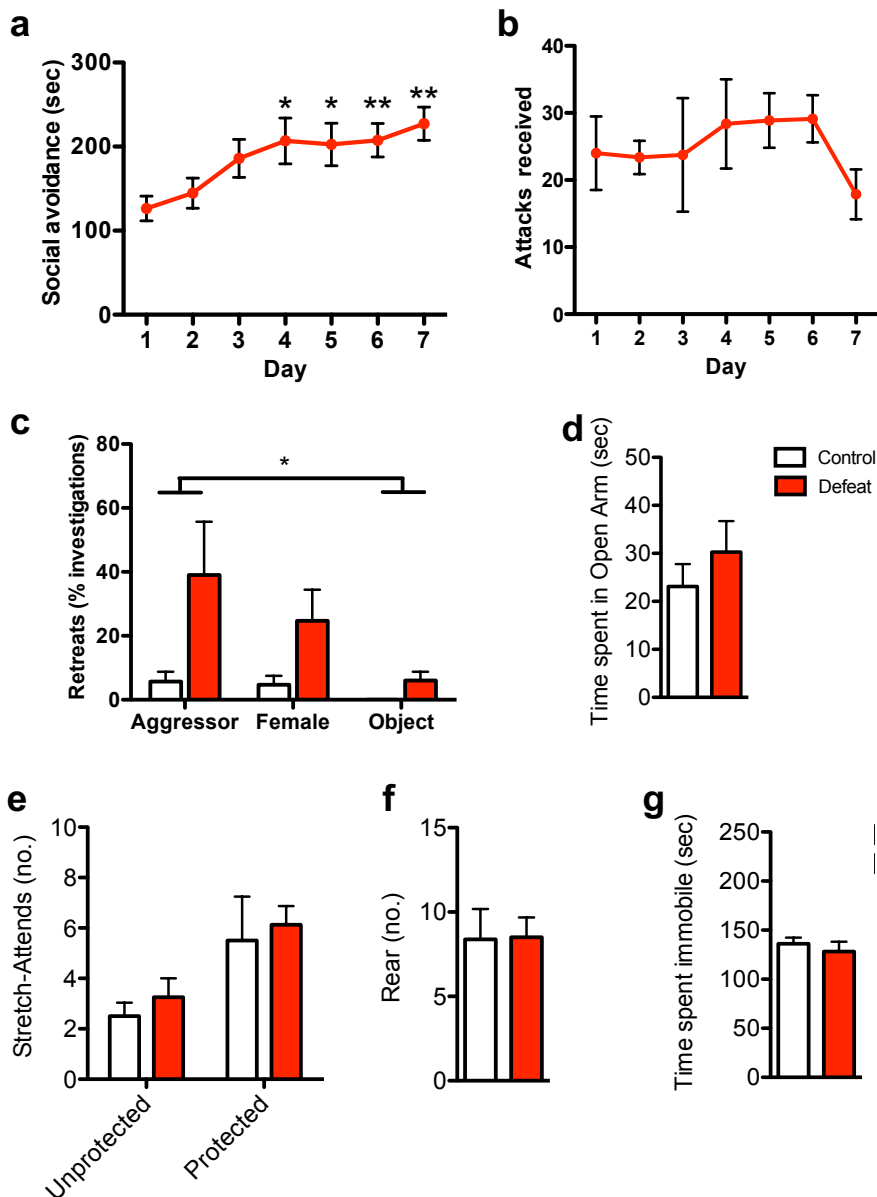 a
Social avoidance (sec)
300
200
100
0
* * ** **
1 2 3 4 5 6 7
Day
b
Attacks received
40
30
20
10
0
1 2 3 4 5 6 7
Day
c
Retreats (% investigations)
80
60
40
20
0
*
Aggressor Female Object
d
Time spent in Open Arm (sec)
50
40
30
20
10
0
Control
Defeat
e
Stretch-Attends (no.)
10
8
6
4
2
0
Unprotected
Protected
f
Rear (no.)
15
10
5
0
g
Time spent immobile (sec)
250
200
150
100
50
0